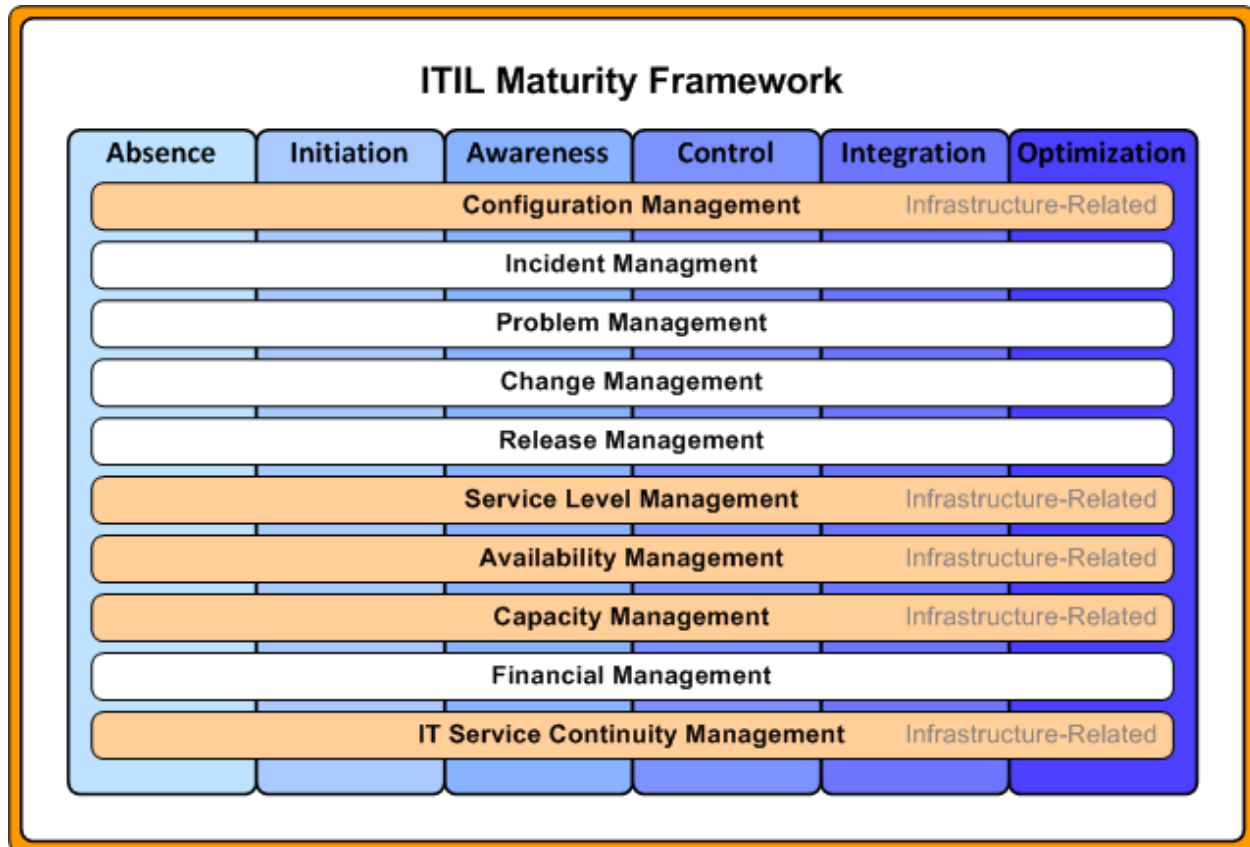 ITIL Maturity Framework
Absence Initiation Awareness Control Integration Optimization
Configuration Management Infrastructure-Related
Incident Managment
Problem Management
Change Management
Release Management
Service Level Management Infrastructure-Related
Availability Management Infrastructure-Related
Capacity Management Infrastructure-Related
Financial Management
IT Service Continuity Management Infrastructure-Related